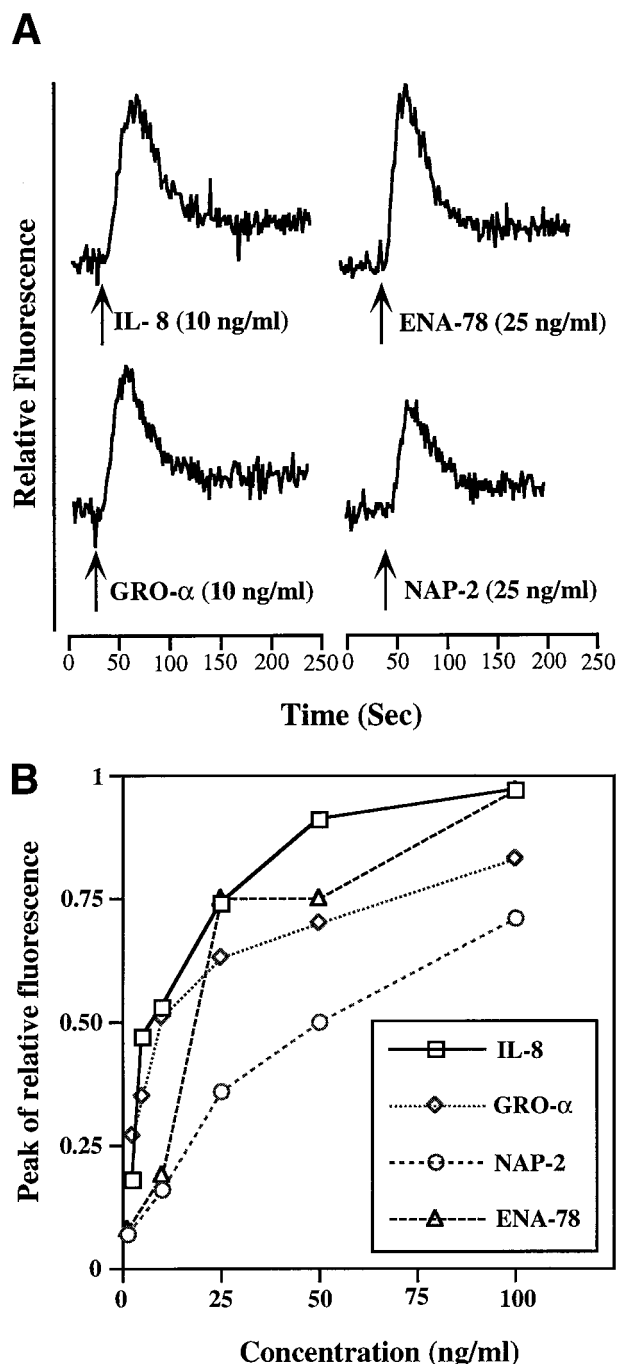 A
Relative Fluorescence
IL- 8 (10 ng/ml)
ENA-78 (25 ng/ml)
GRO-α (10 ng/ml)
NAP-2 (25 ng/ml)
0 50 100 150 200 250
0 50 100 150 200 250
Time (Sec)
B
Peak of relative fluorescence
1
0.75
0.50
0.25
0
IL-8
GRO-α
NAP-2
ENA-78
0 25 50 75 100
Concentration (ng/ml)